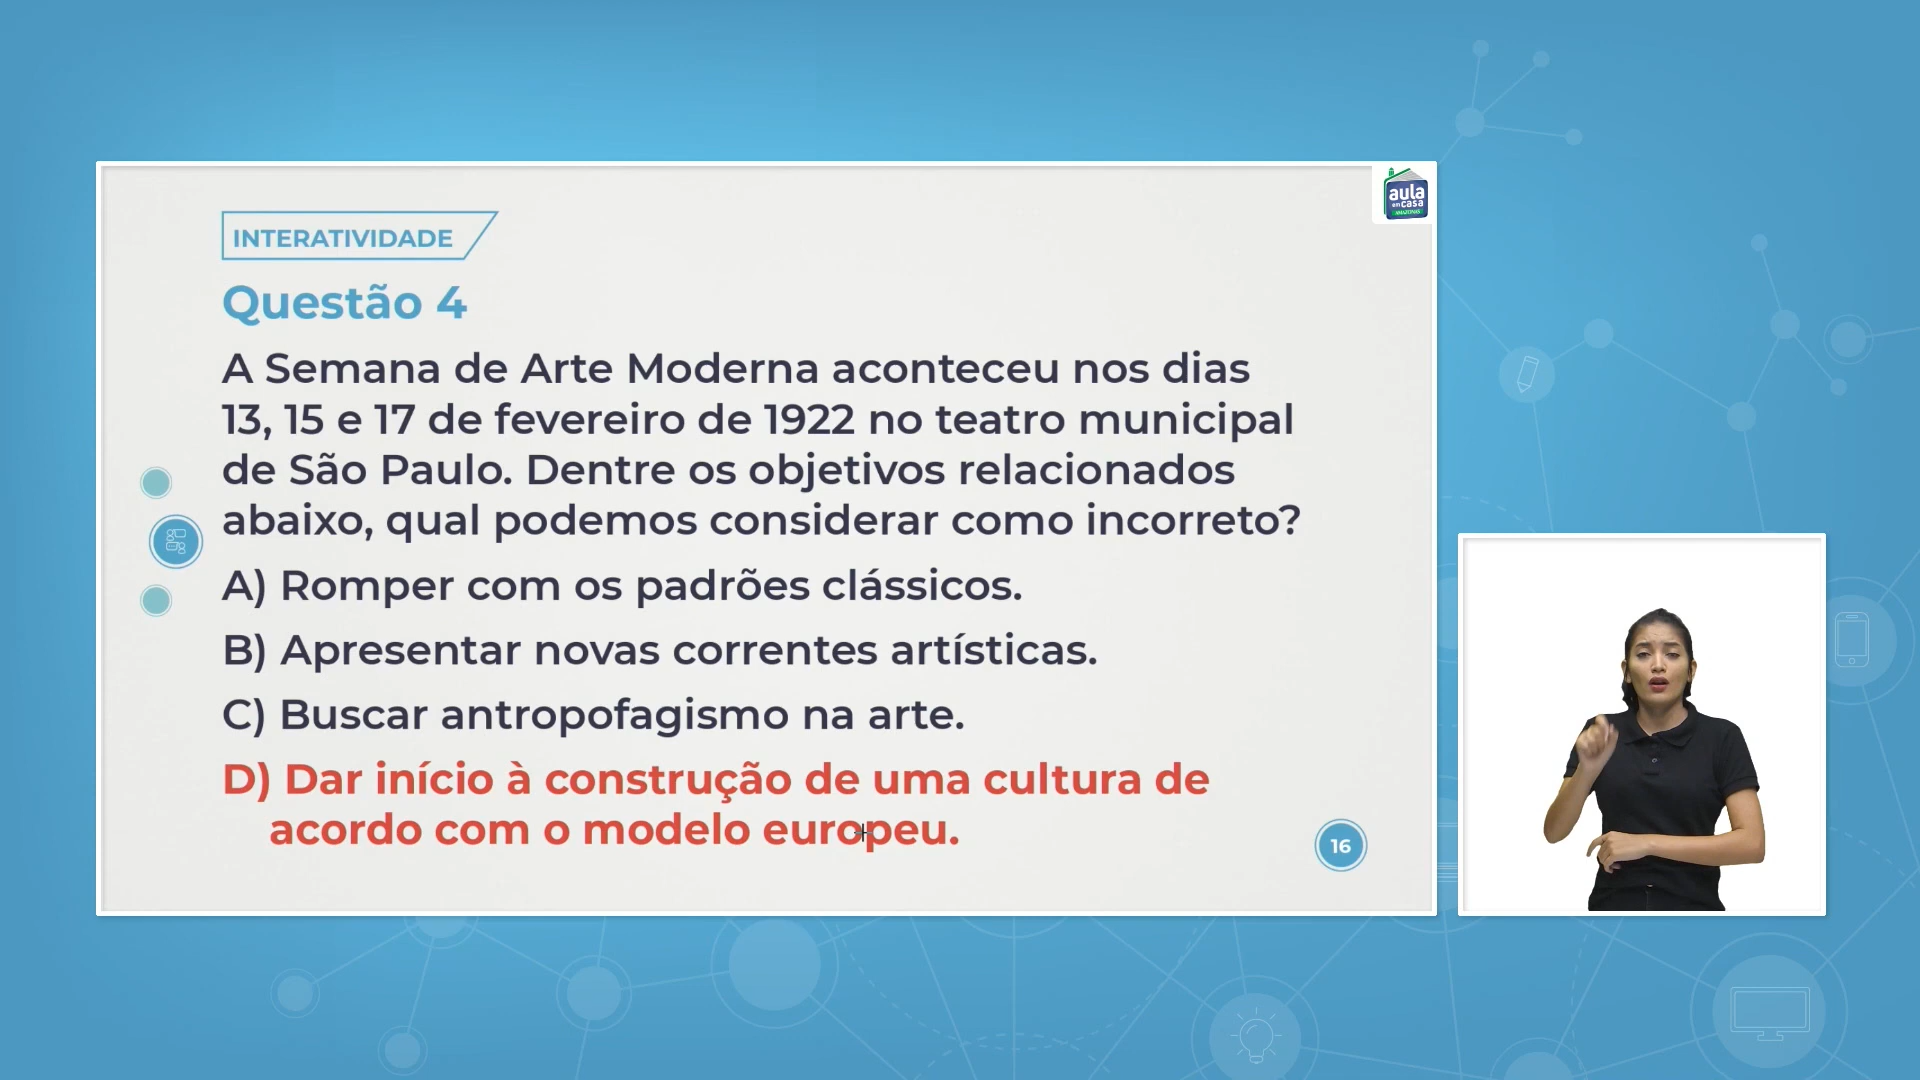 aula
em casa
AMAZONAS
INTERATIVIDADE
Questão 4
A Semana de Arte Moderna aconteceu nos dias
13, 15 e 17 de fevereiro de 1922 no teatro municipal
de São Paulo. Dentre os objetivos relacionados
abaixo, qual podemos considerar como incorreto?
A) Romper com os padrões clássicos.
B) Apresentar novas correntes artísticas.
C) Buscar antropofagismo na arte.
D) Dar início à construção de uma cultura de
acordo com o modelo europeu.
16